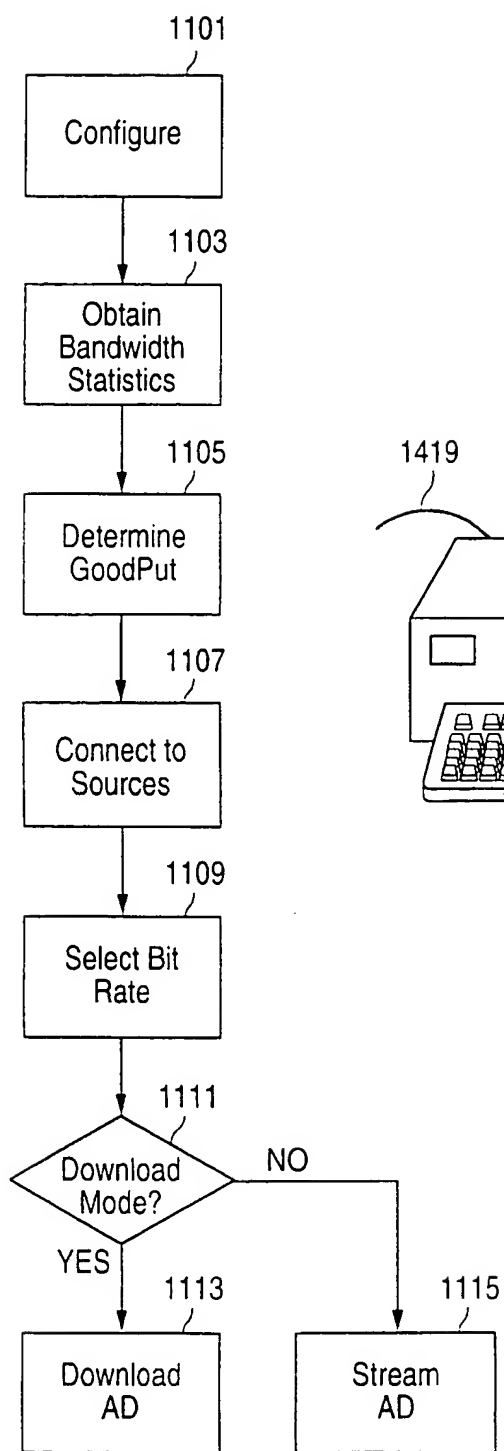 1101
Configure
1103
Obtain
Bandwidth
Statistics
1105
Determine
GoodPut
1419
1107
Connect to
Sources
1109
Select Bit
Rate
1111
Download
Mode?
NO
YES
1113
Download
AD
1115
Stream
AD